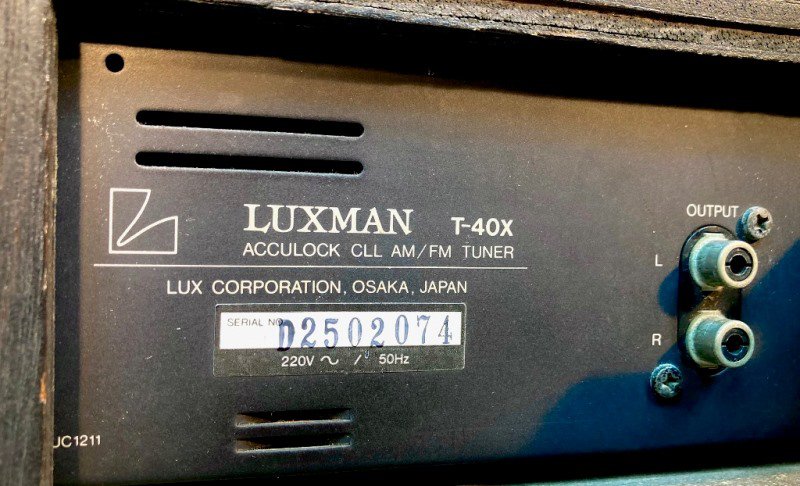 LUXMAN T-40X
ACCULOCK CLL AM/FM TUNER
LUX CORPORATION, OSAKA, JAPAN
SERIAL NO. D2502074
220V ~ / 50Hz
OUTPUT
L
R
JC1211